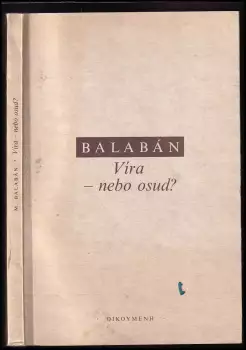 M. BALABÁN • Víra – nebo osud?
BALABÁN
Víra
– nebo osud?
OIKOYMENH